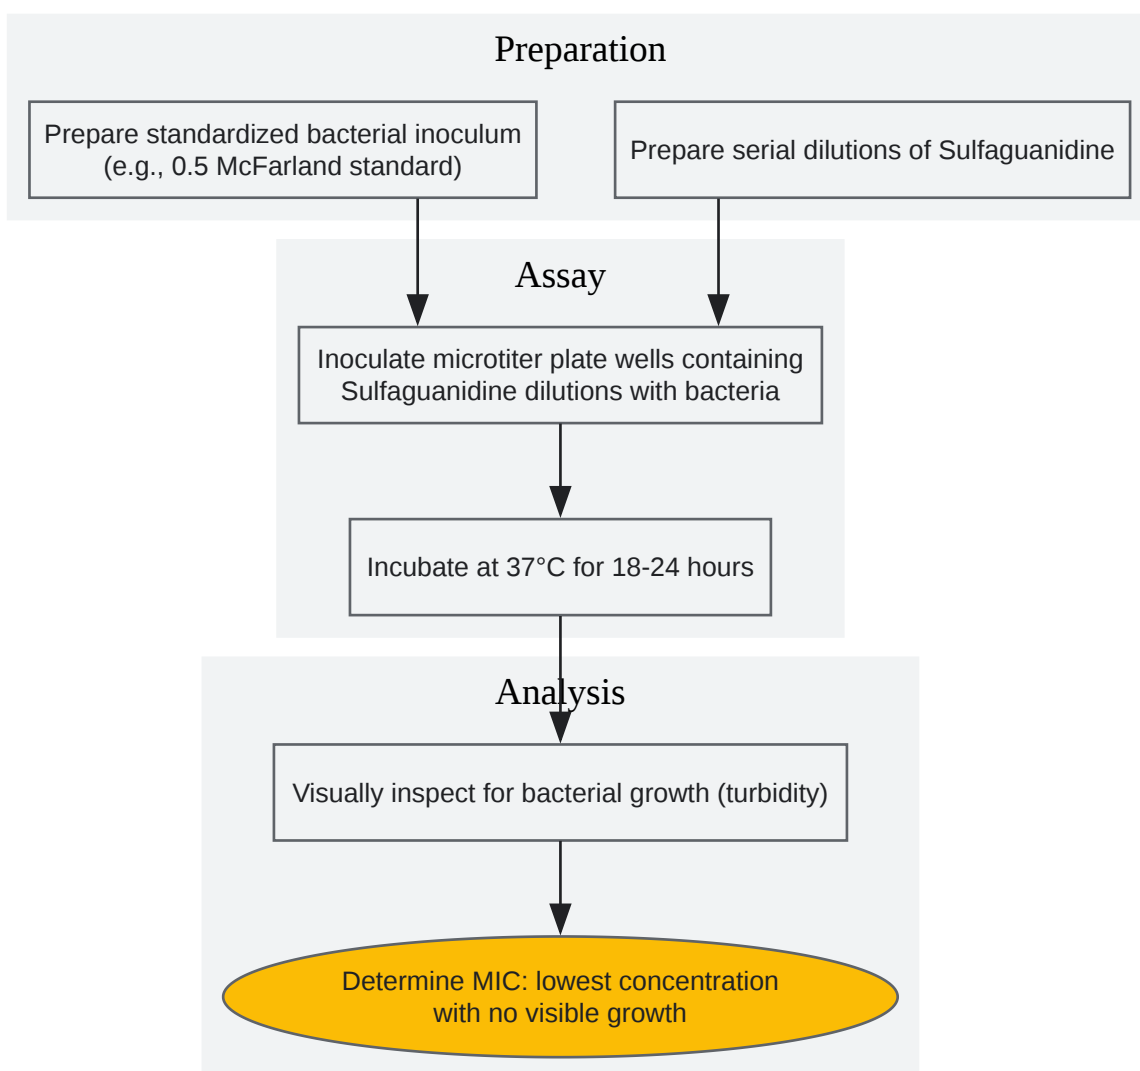 Preparation
Prepare standardized bacterial inoculum
(e.g., 0.5 McFarland standard)
Prepare serial dilutions of Sulfaguanidine
Assay
Inoculate microtiter plate wells containing
Sulfaguanidine dilutions with bacteria
Incubate at 37°C for 18-24 hours
Analysis
Visually inspect for bacterial growth (turbidity)
Determine MIC: lowest concentration
with no visible growth